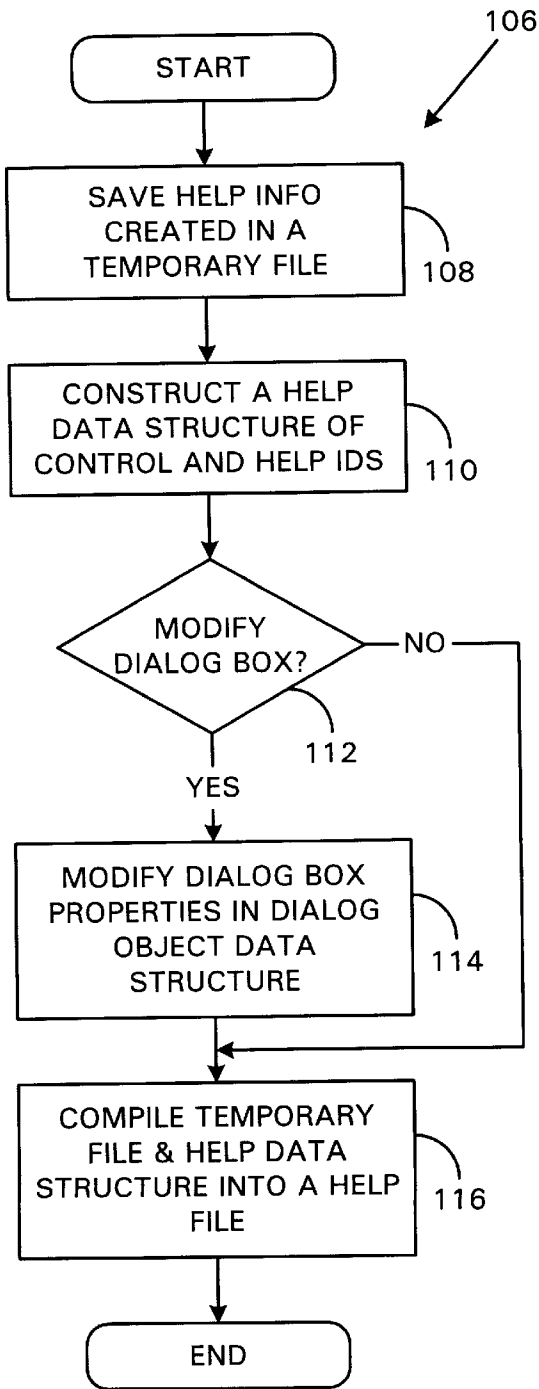 106
START
SAVE HELP INFO
CREATED IN A
TEMPORARY FILE
108
CONSTRUCT A HELP
DATA STRUCTURE OF
CONTROL AND HELP IDS
110
MODIFY
DIALOG BOX?
NO
112
YES
MODIFY DIALOG BOX
PROPERTIES IN DIALOG
OBJECT DATA
STRUCTURE
114
COMPILE TEMPORARY
FILE & HELP DATA
STRUCTURE INTO A HELP
FILE
116
END